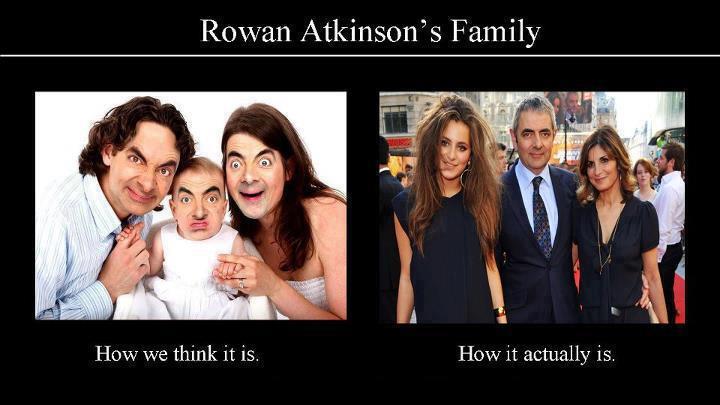 Rowan Atkinson’s Family
How we think it is.
How it actually is.